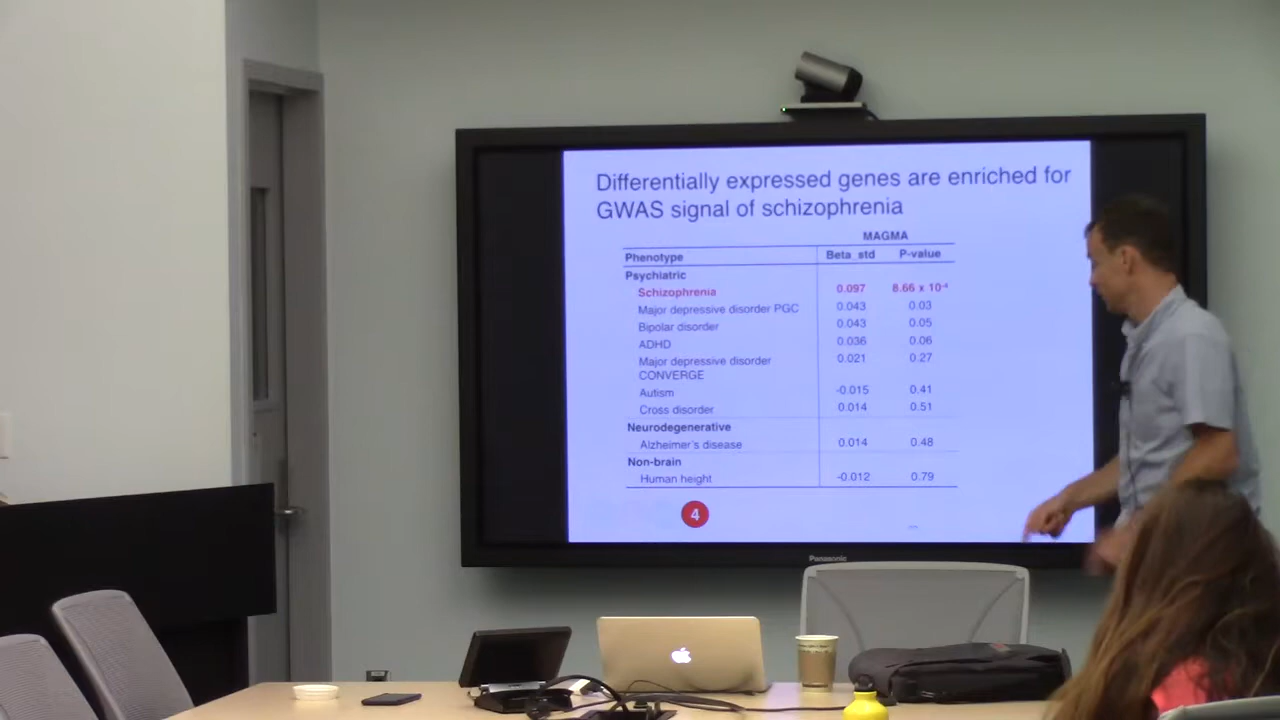 Differentially expressed genes are enriched for
GWAS signal of schizophrenia
MAGMA
Phenotype Beta_std P-value
Psychiatric
Schizophrenia 0.097 8.66 x 10⁻⁴
Major depressive disorder PGC 0.043 0.03
Bipolar disorder 0.043 0.05
ADHD 0.036 0.06
Major depressive disorder 0.021 0.27
CONVERGE
Autism -0.015 0.41
Cross disorder 0.014 0.51
Neurodegenerative
Alzheimer's disease 0.014 0.48
Non-brain
Human height -0.012 0.79
4
Panasonic